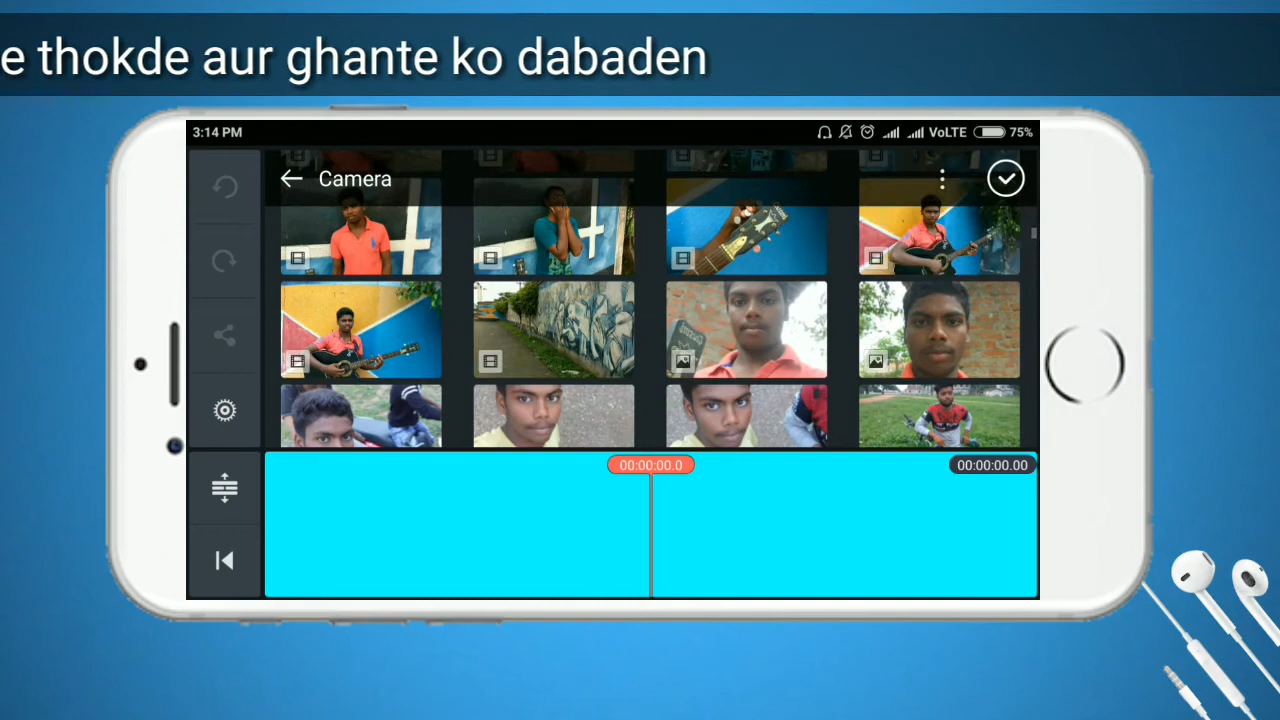 e thokde aur ghante ko dabaden
3:14 PM
VoLTE 75%
Camera
00:00:00.0
00:00:00.00